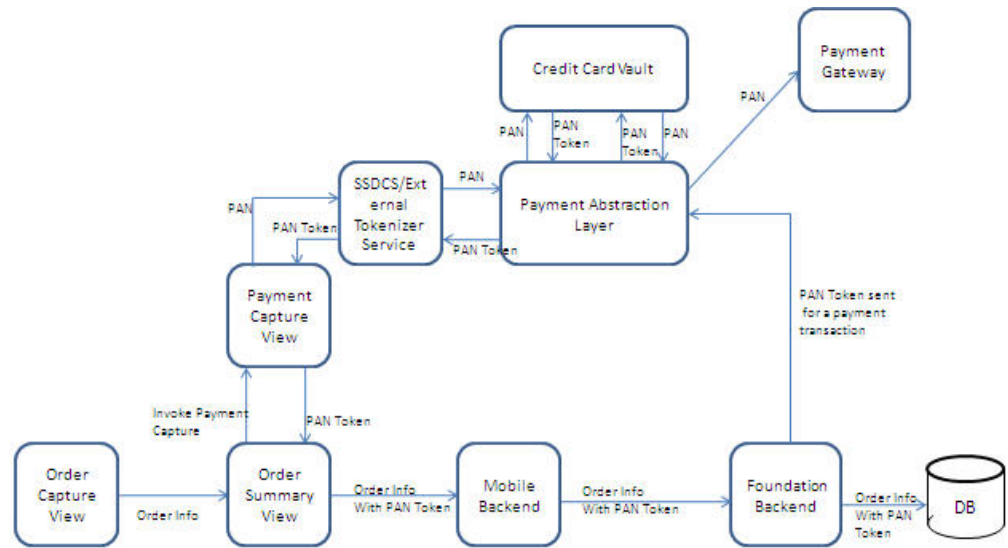 Credit Card Vault
Payment
Gateway
PAN
PAN
PAN
Token
PAN
Token
PAN
SSDCS/Ext
ernal
Tokenizer
Service
PAN
Payment Abstraction
Layer
PAN
PAN Token
PAN Token
Payment
Capture
View
PAN Token sent
for a payment
transaction
Invoke Payment
Capture
PAN Token
Order
Capture
View
Order Info
Order
Summary
View
Order Info
With PAN Token
Mobile
Backend
Order Info
With PAN Token
Foundation
Backend
Order Info
With PAN
Token
DB